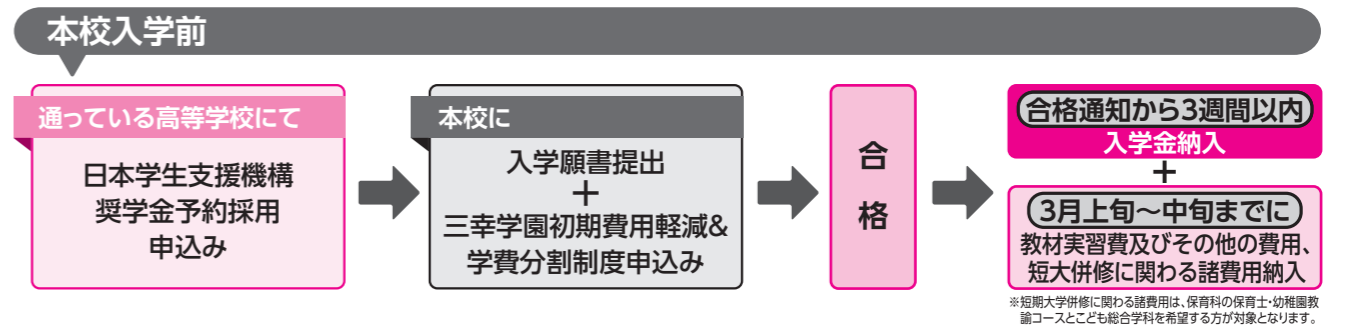 本校入学前
通っている高等学校にて
日本学生支援機構
奨学金予約採用
申込み
本校に
入学願書提出
+
三幸学園初期費用軽減&
学費分割制度申込み
合
格
合格通知から3週間以内
入学金納入
+
3月上旬~中旬までに
教材実習費及びその他の費用、
短大併修に関わる諸費用納入
※短期大学併修に関わる諸費用は、保育科の保育士・幼稚園教
諭コースとこども総合学科を希望する方が対象となります。